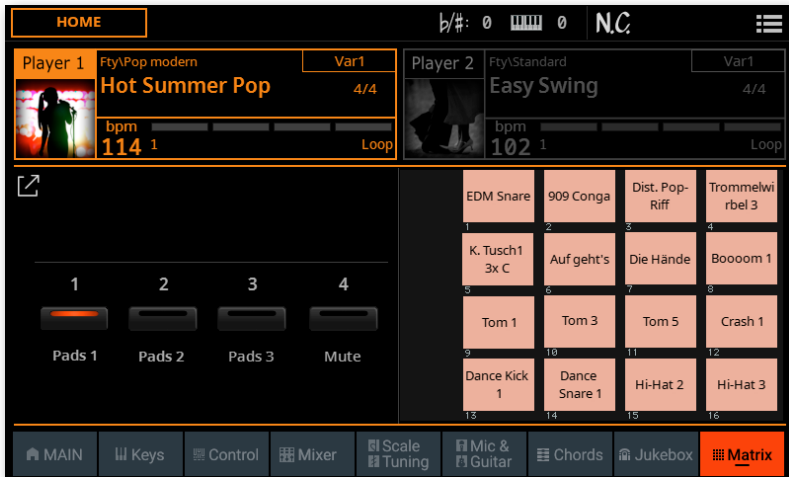 HOME
♭/♯: 0 0 N.C.
Player 1 Fty\Pop modern Var1
Hot Summer Pop 4/4
bpm
114 1 Loop
Player 2 Fty\Standard Var1
Easy Swing 4/4
bpm
102 1 Loop
1 2 3 4
Pads 1 Pads 2 Pads 3 Mute
EDM Snare
1
909 Conga
2
Dist. Pop-
Riff
3
Trommelwi
rbel 3
4
K. Tusch1
3x C
5
Auf geht's
6
Die Hände
7
Boooom 1
8
Tom 1
9
Tom 3
10
Tom 5
11
Crash 1
12
Dance Kick
1
13
Dance
Snare 1
14
Hi-Hat 2
15
Hi-Hat 3
16
MAIN
Keys
Control
Mixer
Scale
Tuning
Mic &
Guitar
Chords
Jukebox
Matrix